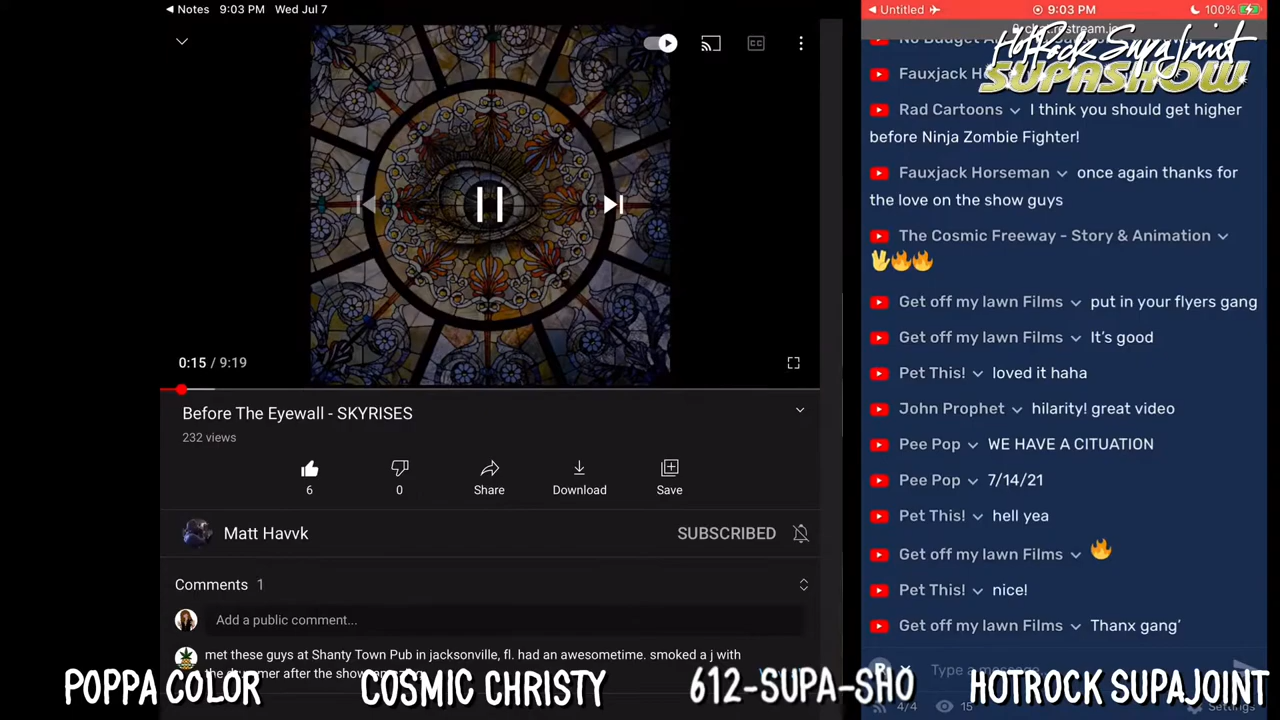 Notes 9:03 PM Wed Jul 7
CC
0:15 / 9:19
Before The Eyewall - SKYRISES
232 views
6
0
Share
Download
Save
Matt Havvk
SUBSCRIBED
Comments 1
Add a public comment...
met these guys at Shanty Town Pub in jacksonville, fl. had an awesometime. smoked a j with
Untitled 9:03 PM 100%
HotRock SupaJoint
SUPASHOW
Rad Cartoons I think you should get higher
before Ninja Zombie Fighter!
Fauxjack Horseman once again thanks for
the love on the show guys
The Cosmic Freeway - Story & Animation
🖖🔥🔥
Get off my lawn Films put in your flyers gang
Get off my lawn Films It's good
Pet This! loved it haha
John Prophet hilarity! great video
Pee Pop WE HAVE A CITUATION
Pee Pop 7/14/21
Pet This! hell yea
Get off my lawn Films 🔥
Pet This! nice!
Get off my lawn Films Thanx gang'
Type a message
4/4 15 Settings
POPPA COLOR COSMIC CHRISTY 612-SUPA-SHO HOTROCK SUPAJOINT